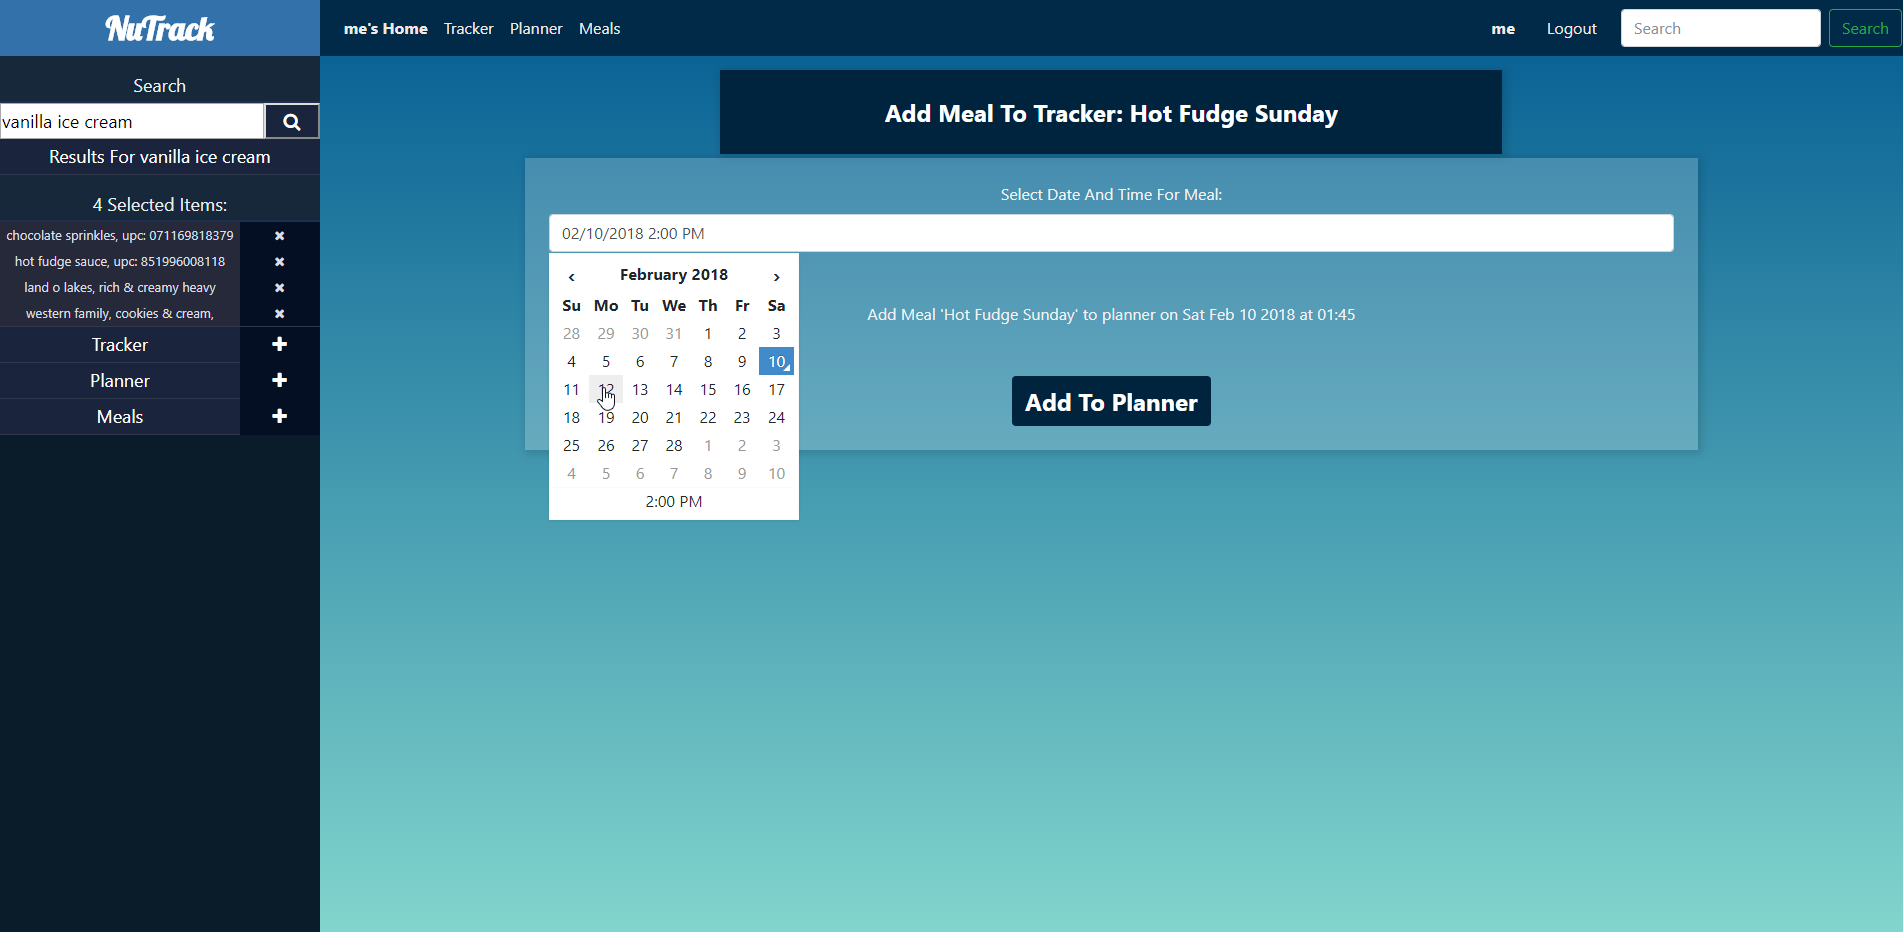 NuTrack
me's Home Tracker Planner Meals
me Logout Search Search
Search
vanilla ice cream
Results For vanilla ice cream
4 Selected Items:
chocolate sprinkles, upc: 071169818379
hot fudge sauce, upc: 851996008118
land o lakes, rich & creamy heavy
western family, cookies & cream,
Tracker
Planner
Meals
Add Meal To Tracker: Hot Fudge Sunday
Select Date And Time For Meal:
02/10/2018 2:00 PM
‹ February 2018 ›
Su Mo Tu We Th Fr Sa
28 29 30 31 1 2 3
4 5 6 7 8 9 10
11 12 13 14 15 16 17
18 19 20 21 22 23 24
25 26 27 28 1 2 3
4 5 6 7 8 9 10
2:00 PM
Add Meal 'Hot Fudge Sunday' to planner on Sat Feb 10 2018 at 01:45
Add To Planner